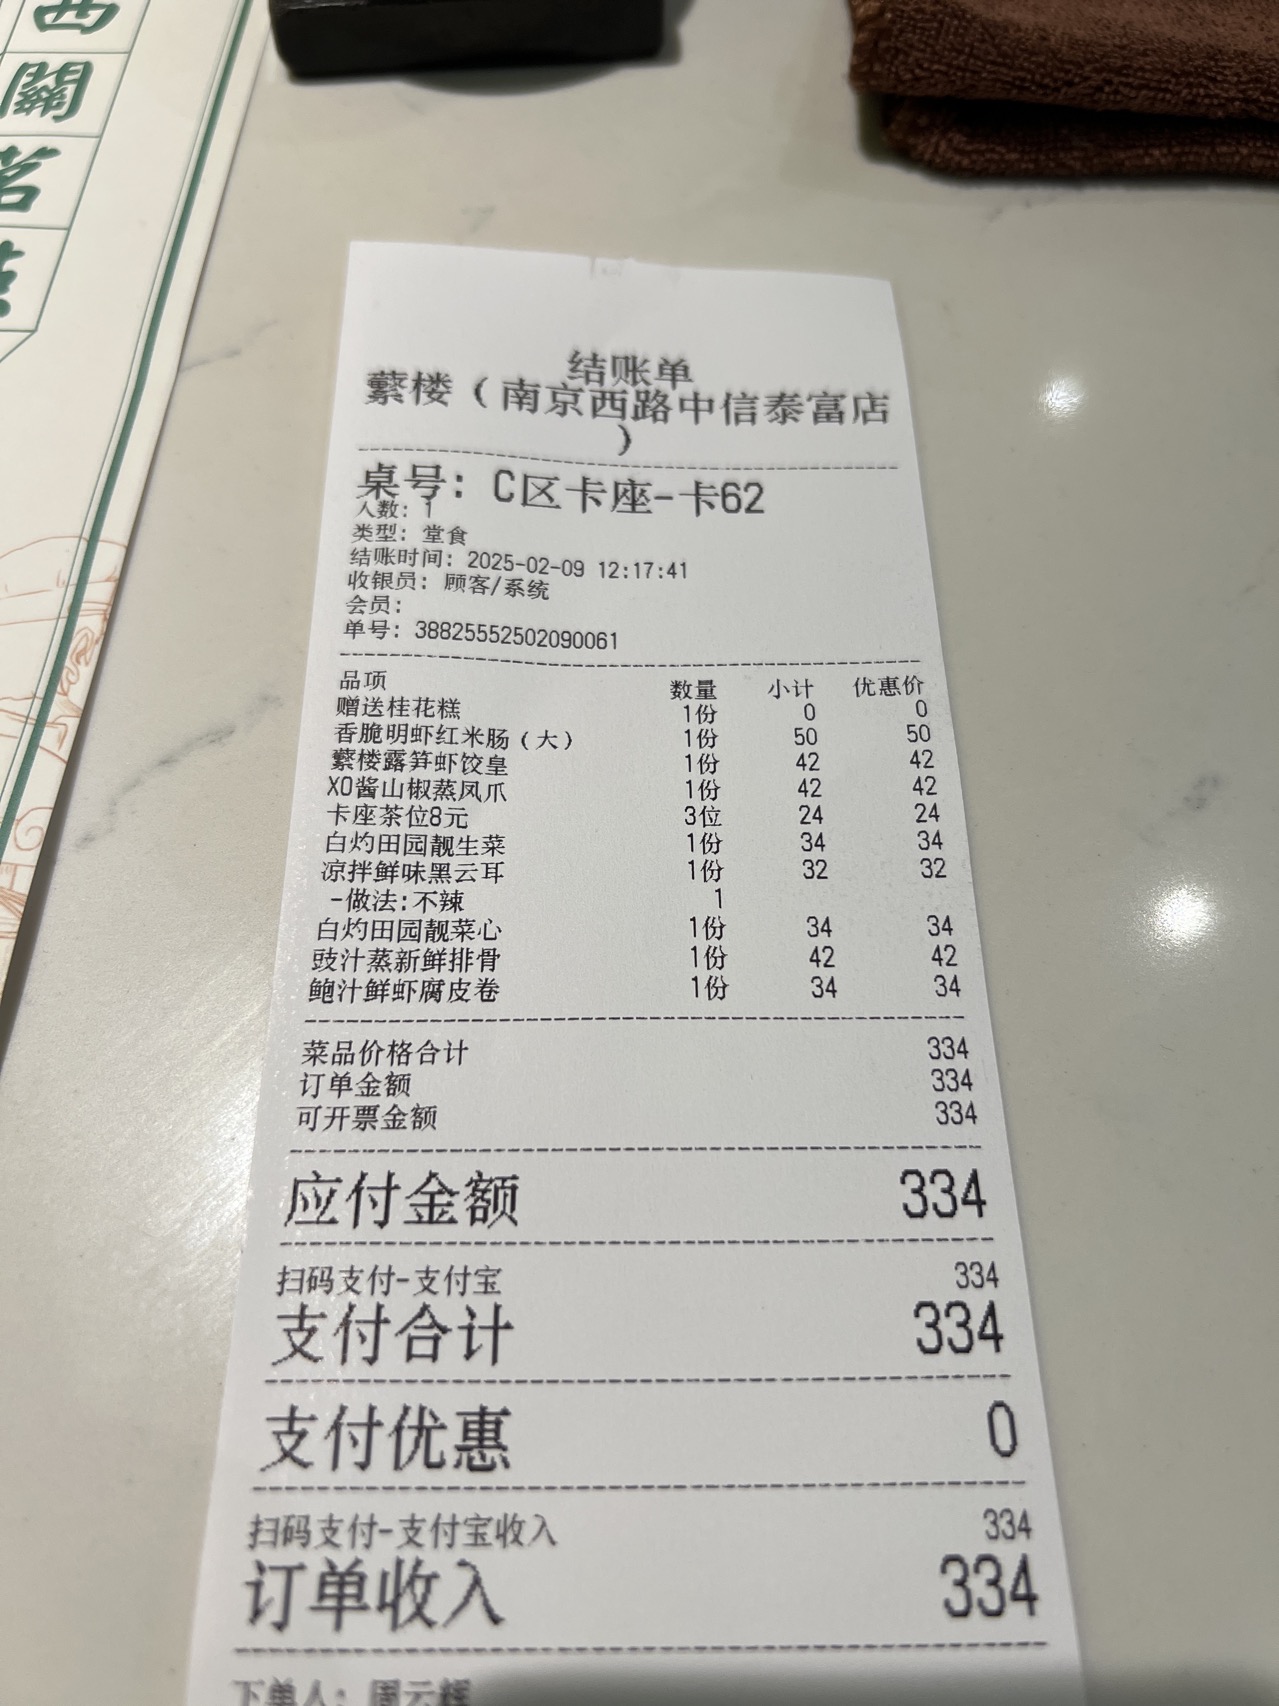 西
關
茗
结账单
蘩楼（南京西路中信泰富店
）
桌号：C区卡座-卡62
人数：1
类型：堂食
结账时间：2025-02-09 12:17:41
收银员：顾客/系统
会员：
单号：38825552502090061
品项 数量 小计 优惠价
赠送桂花糕 1份 0 0
香脆明虾红米肠（大） 1份 50 50
蘩楼露笋虾饺皇 1份 42 42
XO酱山椒蒸凤爪 1份 42 42
卡座茶位8元 3位 24 24
白灼田园靓生菜 1份 34 34
凉拌鲜味黑云耳 1份 32 32
-做法:不辣 1
白灼田园靓菜心 1份 34 34
豉汁蒸新鲜排骨 1份 42 42
鲍汁鲜虾腐皮卷 1份 34 34
菜品价格合计 334
订单金额 334
可开票金额 334
应付金额 334
扫码支付-支付宝 334
支付合计 334
支付优惠 0
扫码支付-支付宝收入 334
订单收入 334
下单人：周云辉